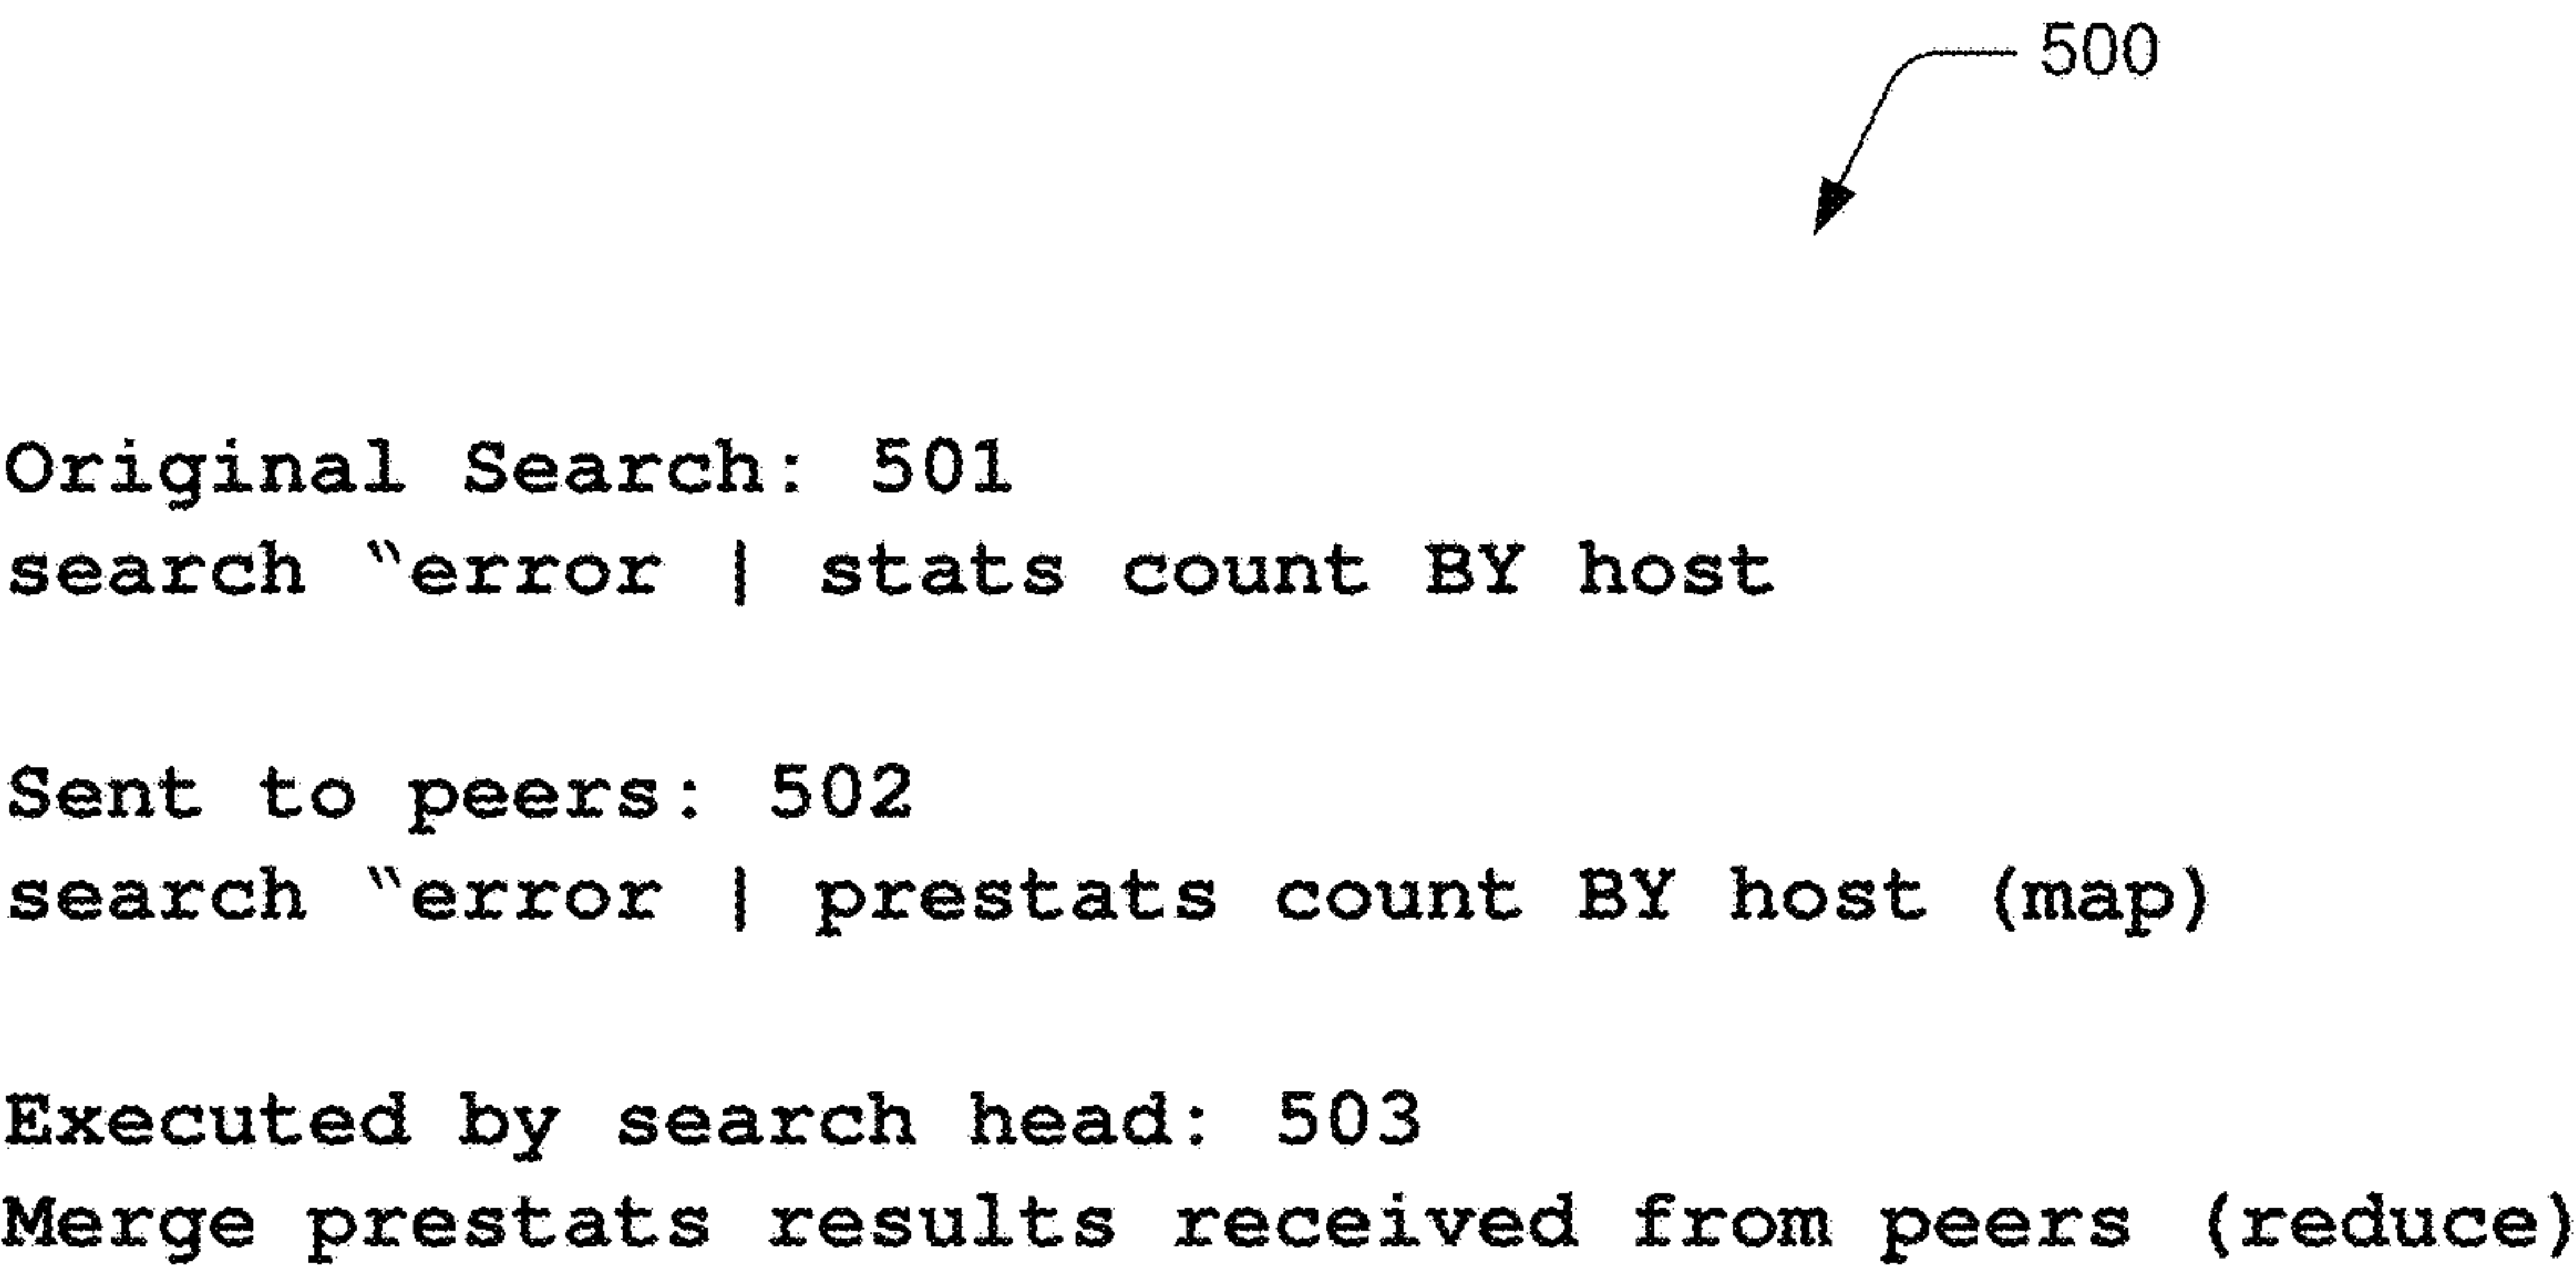 500
Original Search: 501
search “error | stats count BY host
Sent to peers: 502
search “error | prestats count BY host (map)
Executed by search head: 503
Merge prestats results received from peers (reduce)